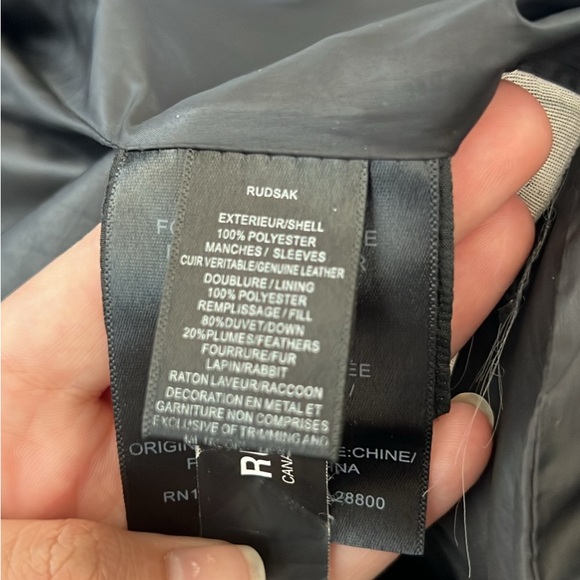 RUDSAK
EXTERIEUR/SHELL
100% POLYESTER
MANCHES / SLEEVES
CUIR VERITABLE/GENUINE LEATHER
DOUBLURE / LINING
100% POLYESTER
REMPLISSAGE / FILL
80%DUVET/DOWN
20%PLUMES/FEATHERS
FOURRURE/FUR
LAPIN/RABBIT
RATON LAVEUR/RACCOON
DECORATION EN METAL ET
GARNITURE NON COMPRISES
EXCLUSIVE OF TRIMMING AND
ORIGIN E:CHINE/
NA
RN1 28800
CANA